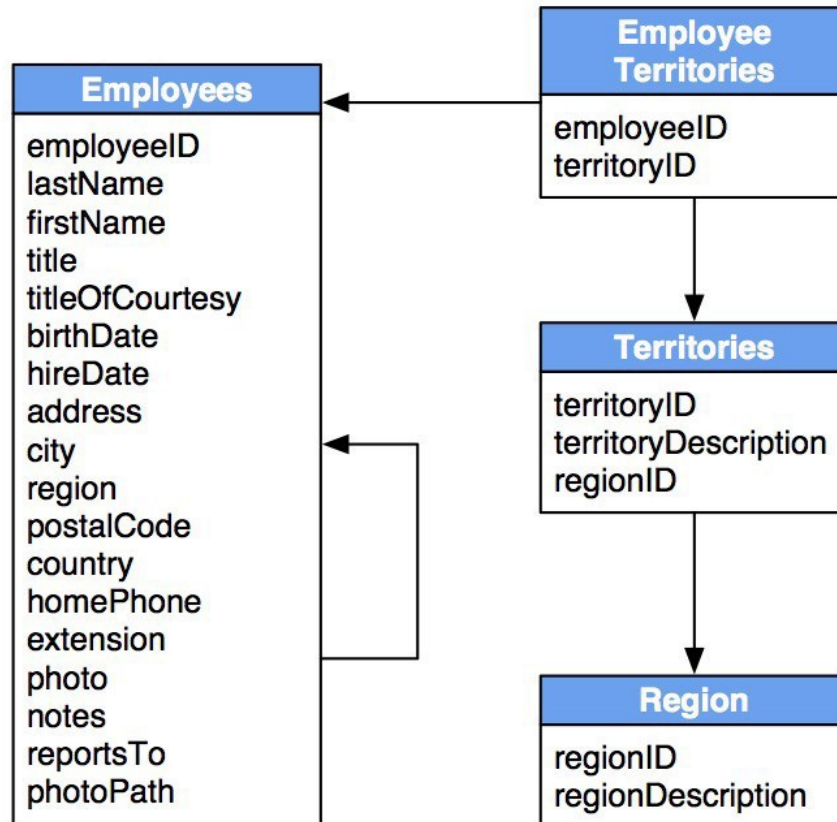 Employees
employeeID
lastName
firstName
title
titleOfCourtesy
birthDate
hireDate
address
city
region
postalCode
country
homePhone
extension
photo
notes
reportsTo
photoPath
Employee
Territories
employeeID
territoryID
Territories
territoryID
territoryDescription
regionID
Region
regionID
regionDescription